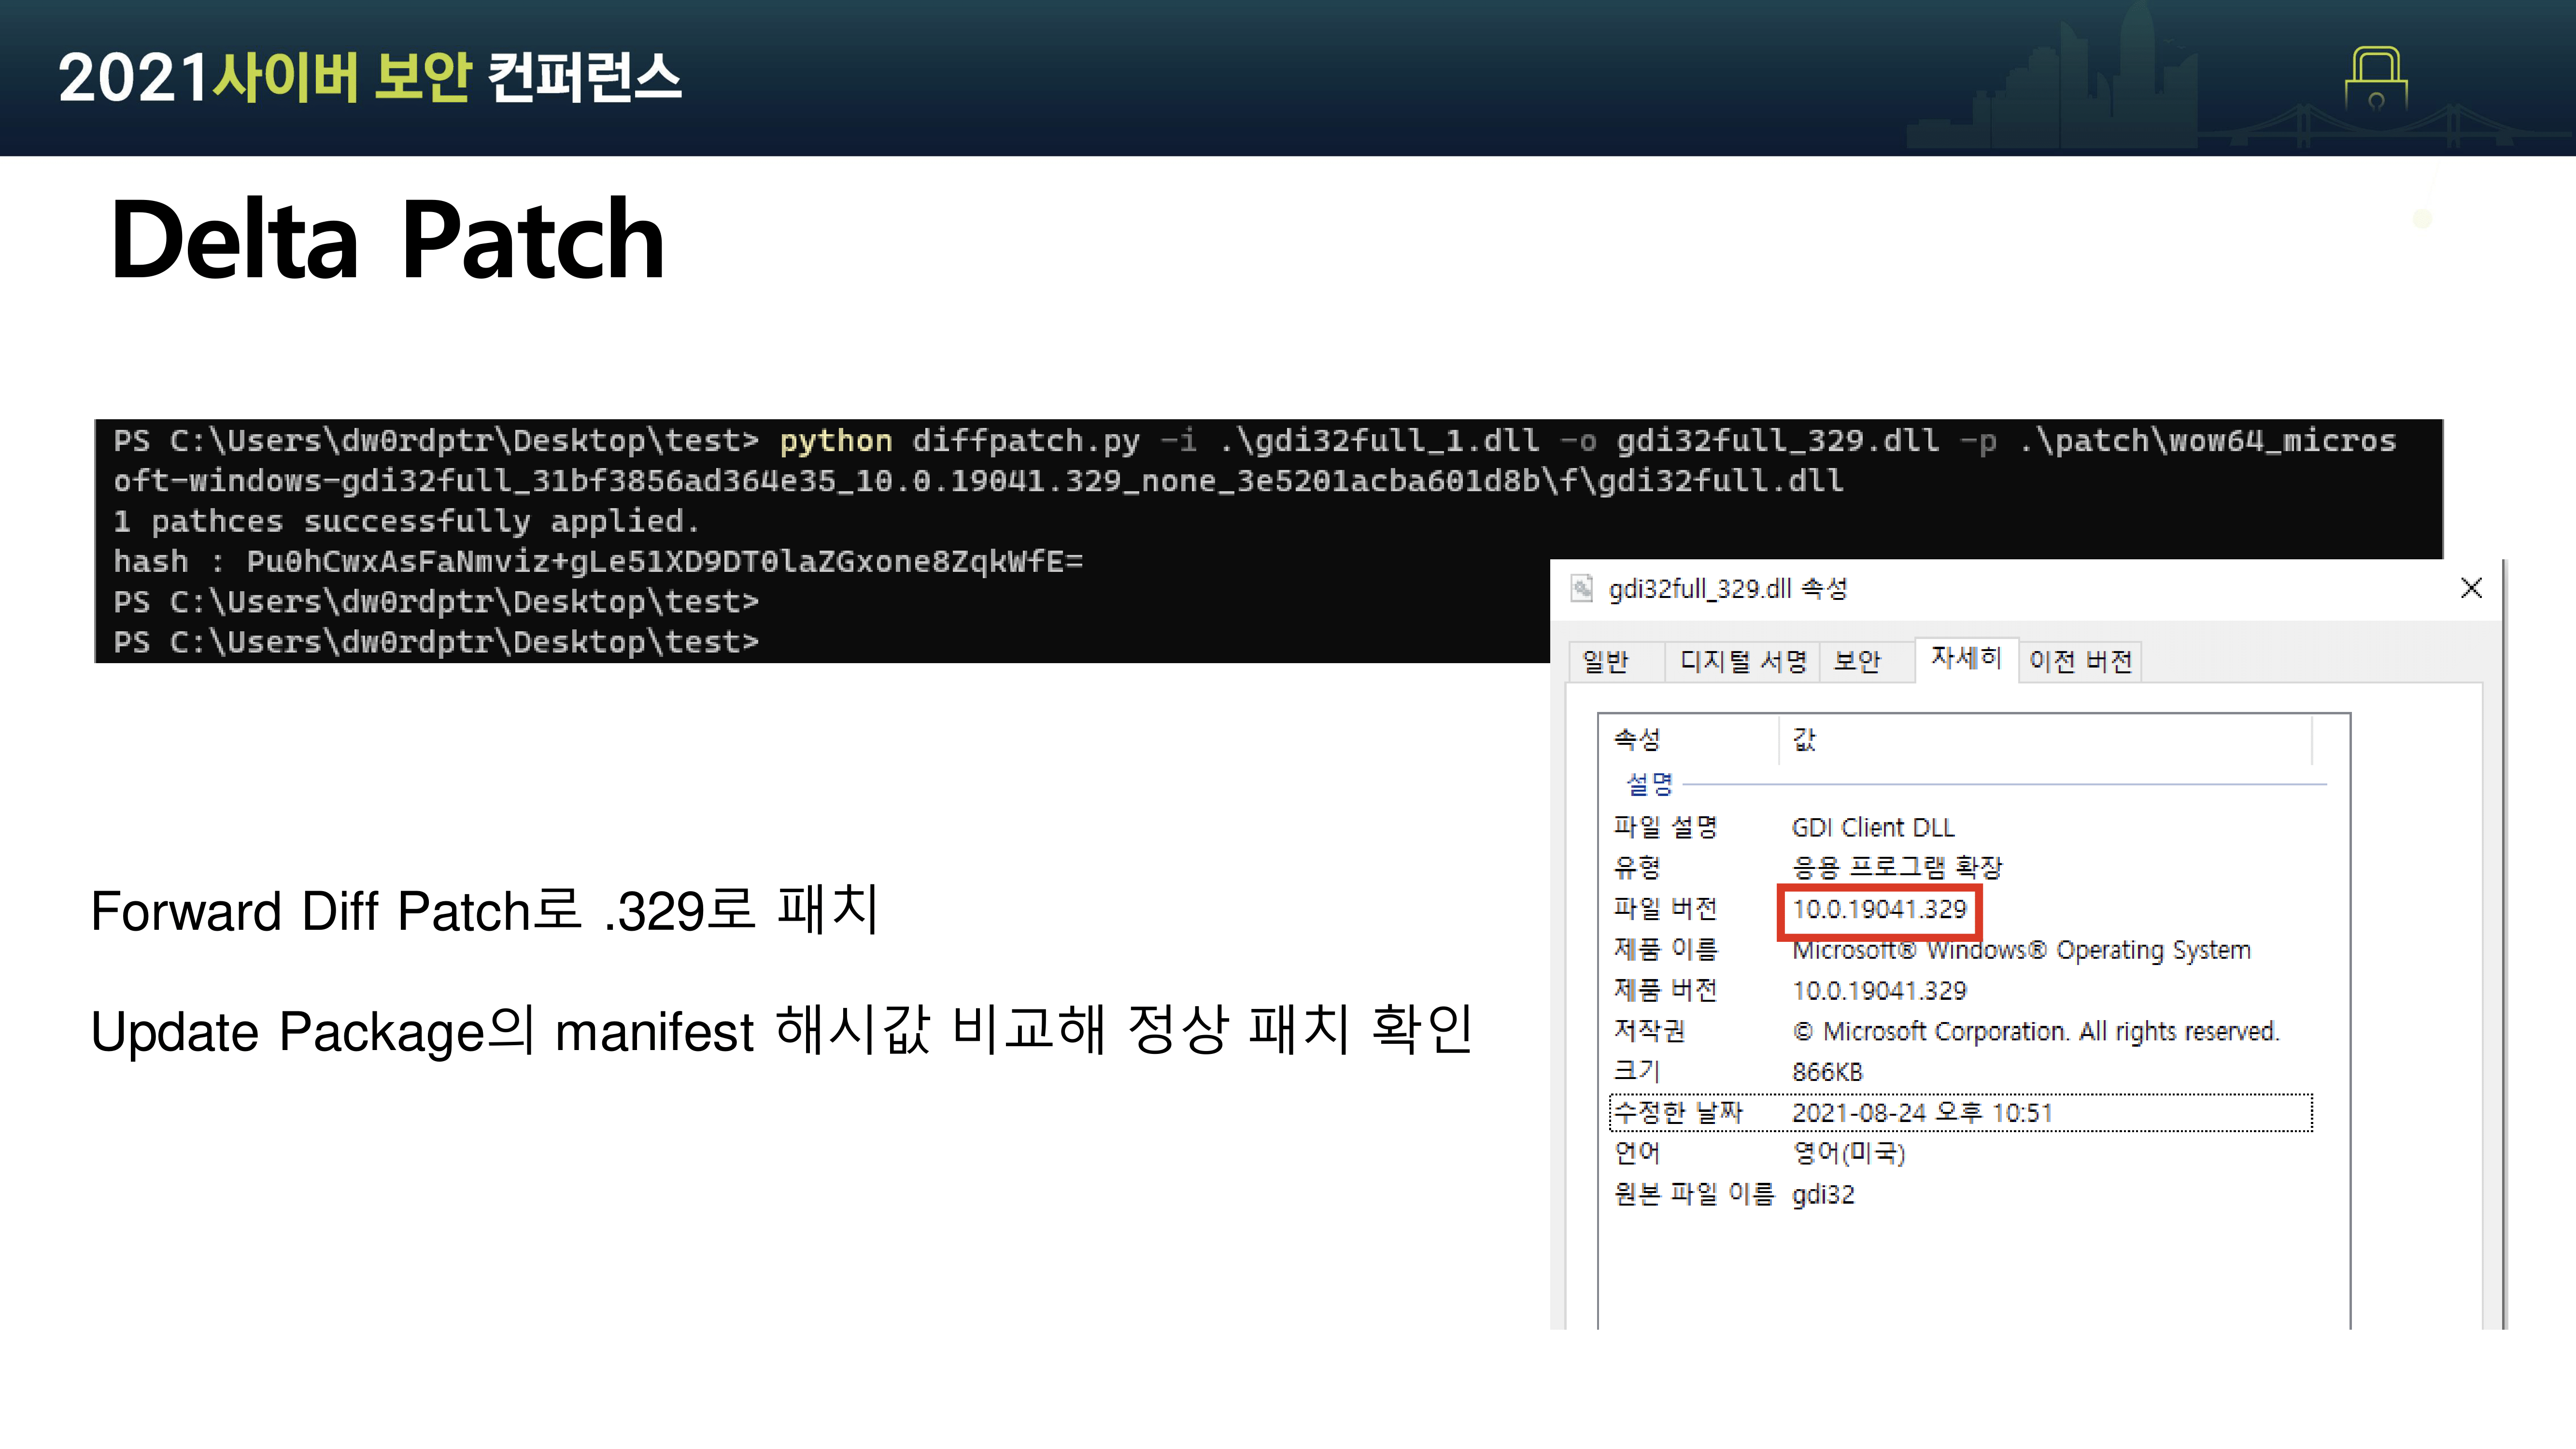 2021사이버 보안 컨퍼런스
Delta Patch
PS C:\Users\dw0rdptr\Desktop\test> python diffpatch.py -i .\gdi32full_1.dll -o gdi32full_329.dll -p .\patch\wow64_micros
oft-windows-gdi32full_31bf3856ad364e35_10.0.19041.329_none_3e5201acba601d8b\f\gdi32full.dll
1 pathces successfully applied.
hash : Pu0hCwxAsFaNmviz+gLe51XD9DT0laZGxone8ZqkWfE=
PS C:\Users\dw0rdptr\Desktop\test>
PS C:\Users\dw0rdptr\Desktop\test>
gdi32full_329.dll 속성
일반 디지털 서명 보안 자세히 이전 버전
속성 값
설명
파일 설명 GDI Client DLL
유형 응용 프로그램 확장
파일 버전 10.0.19041.329
제품 이름 Microsoft® Windows® Operating System
제품 버전 10.0.19041.329
저작권 © Microsoft Corporation. All rights reserved.
크기 866KB
수정한 날짜 2021-08-24 오후 10:51
언어 영어(미국)
원본 파일 이름 gdi32
Forward Diff Patch로 .329로 패치
Update Package의 manifest 해시값 비교해 정상 패치 확인